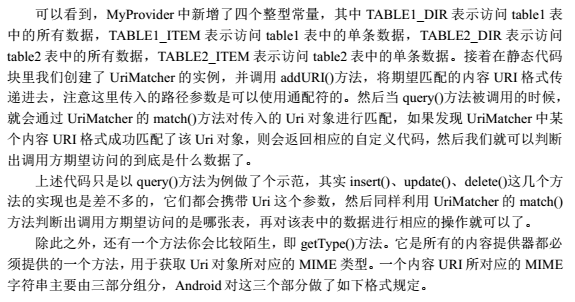 可以看到，MyProvider 中新增了四个整型常量，其中 TABLE1_DIR 表示访问 table1 表
中的所有数据，TABLE1_ITEM 表示访问 table1 表中的单条数据，TABLE2_DIR 表示访问
table2 表中的所有数据，TABLE2_ITEM 表示访问 table2 表中的单条数据。接着在静态代码
块里我们创建了 UriMatcher 的实例，并调用 addURI()方法，将期望匹配的内容 URI 格式传
递进去，注意这里传入的路径参数是可以使用通配符的。然后当 query()方法被调用的时候，
就会通过 UriMatcher 的 match()方法对传入的 Uri 对象进行匹配，如果发现 UriMatcher 中某
个内容 URI 格式成功匹配了该 Uri 对象，则会返回相应的自定义代码，然后我们就可以判断
出调用方期望访问的到底是什么数据了。
上述代码只是以 query()方法为例做了个示范，其实 insert()、update()、delete()这几个方
法的实现也是差不多的，它们都会携带 Uri 这个参数，然后同样利用 UriMatcher 的 match()
方法判断出调用方期望访问的是哪张表，再对该表中的数据进行相应的操作就可以了。
除此之外，还有一个方法你会比较陌生，即 getType()方法。它是所有的内容提供器都必
须提供的一个方法，用于获取 Uri 对象所对应的 MIME 类型。一个内容 URI 所对应的 MIME
字符串主要由三部分组分，Android 对这三个部分做了如下格式规定。